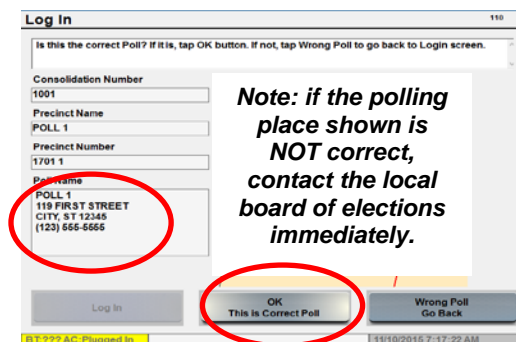 Log In
110
Is this the correct Poll? If it is, tap OK button. If not, tap Wrong Poll to go back to Login screen.
Consolidation Number
1001
Precinct Name
POLL 1
Precinct Number
1701 1
Poll Name
POLL 1
119 FIRST STREET
CITY, ST 12345
(123) 555-5555
Note: if the polling
place shown is
NOT correct,
contact the local
board of elections
immediately.
Log In
OK
This is Correct Poll
Wrong Poll
Go Back
BT:??? AC:Plugged In
11/10/2015 7:17:22 AM